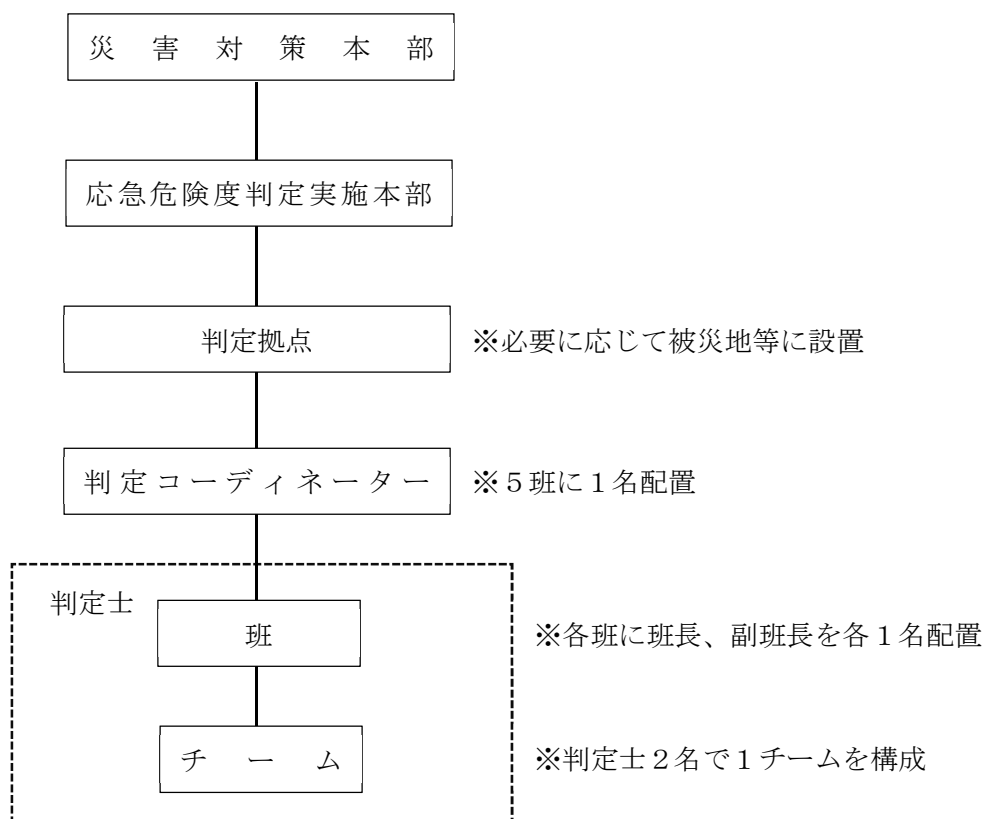 災害対策本部
応急危険度判定実施本部
判定拠点 ※必要に応じて被災地等に設置
判定コーディネーター ※５班に１名配置
判定士
班 ※各班に班長、副班長を各１名配置
チーム ※判定士２名で１チームを構成